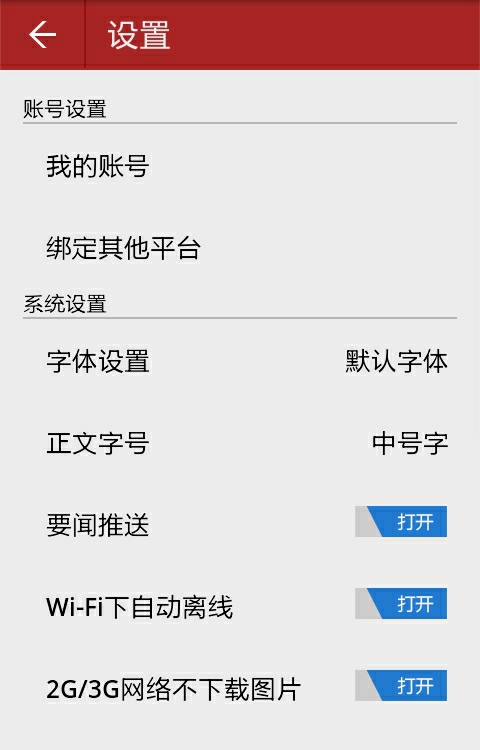 设置
账号设置
我的账号
绑定其他平台
系统设置
字体设置 默认字体
正文字号 中号字
要闻推送 打开
Wi-Fi下自动离线 打开
2G/3G网络不下载图片 打开